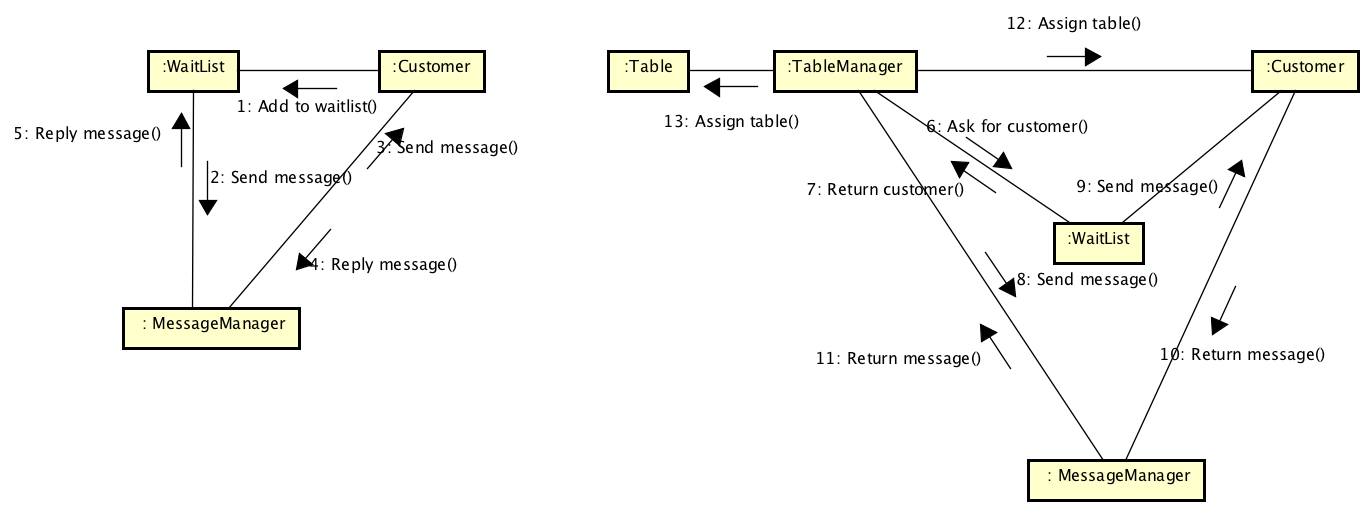 12: Assign table()
:WaitList
:Customer
:Table
:TableManager
:Customer
1: Add to waitlist()
13: Assign table()
5: Reply message()
3: Send message()
6: Ask for customer()
2: Send message()
7: Return customer()
9: Send message()
:WaitList
4: Reply message()
8: Send message()
: MessageManager
11: Return message()
10: Return message()
: MessageManager